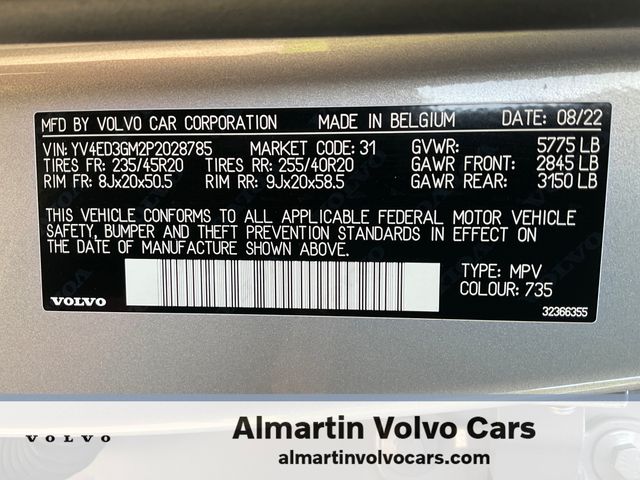 MFD BY VOLVO CAR CORPORATION MADE IN BELGIUM DATE: 08/22
VIN: YV4ED3GM2P2028785 MARKET CODE: 31 GVWR: 5775 LB
TIRES FR: 235/45R20 TIRES RR: 255/40R20 GAWR FRONT: 2845 LB
RIM FR: 8Jx20x50.5 RIM RR: 9Jx20x58.5 GAWR REAR: 3150 LB
THIS VEHICLE CONFORMS TO ALL APPLICABLE FEDERAL MOTOR VEHICLE
SAFETY, BUMPER AND THEFT PREVENTION STANDARDS IN EFFECT ON
THE DATE OF MANUFACTURE SHOWN ABOVE.
TYPE: MPV
COLOUR: 735
VOLVO
32366355
VOLVO
Almartin Volvo Cars
almartinvolvocars.com